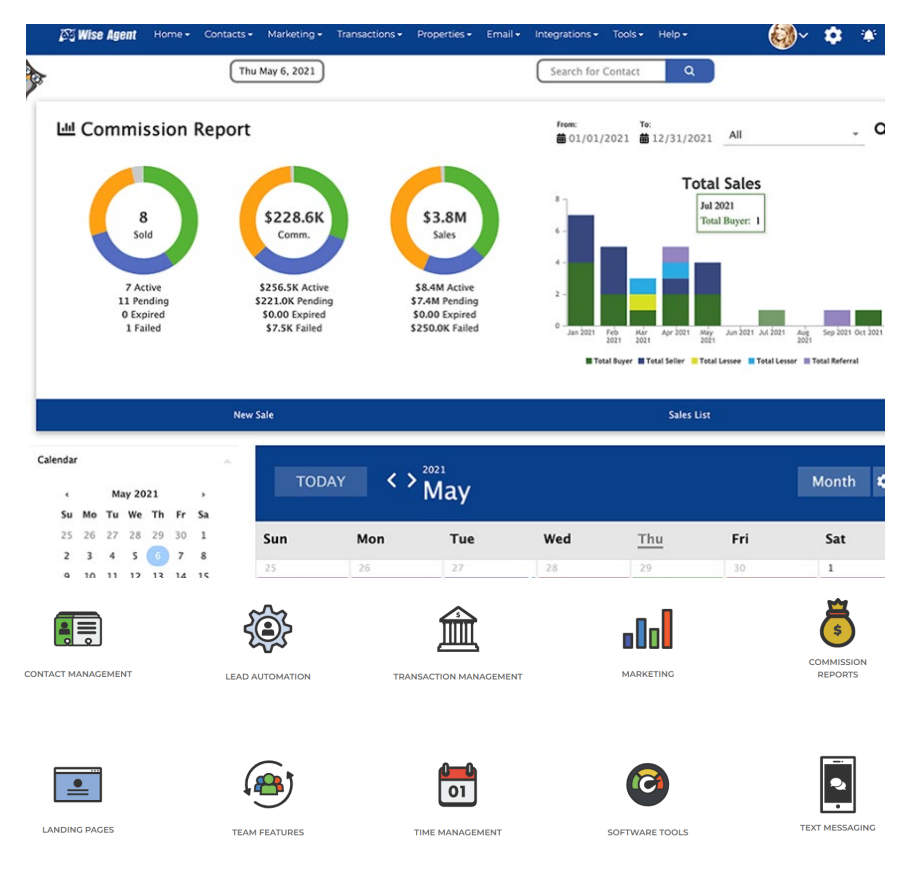 Wise Agent Home Contacts Marketing Transactions Properties Email Integrations Tools Help
Thu May 6, 2021
Search for Contact
Commission Report
From:
01/01/2021
To:
12/31/2021
All
8
Sold
7 Active
11 Pending
0 Expired
1 Failed
$228.6K
Comm.
$256.5K Active
$221.0K Pending
$0.00 Expired
$7.5K Failed
$3.8M
Sales
$8.4M Active
$7.4M Pending
$0.00 Expired
$250.0K Failed
Total Sales
Jul 2021
Total Buyer: 1
8
6
4
2
0
Jan 2021 Feb 2021 Mar 2021 Apr 2021 May 2021 Jun 2021 Jul 2021 Aug 2021 Sep 2021 Oct 2021
Total Buyer Total Seller Total Lessee Total Lessor Total Referral
New Sale Sales List
Calendar
‹ May 2021 ›
Su Mo Tu We Th Fr Sa
25 26 27 28 29 30 1
2 3 4 5 6 7 8
9 10 11 12 13 14 15
TODAY
< >
2021
May
Month
Sun Mon Tue Wed Thu Fri Sat
25 26 27 28 29 30 1
CONTACT MANAGEMENT
LEAD AUTOMATION
$
TRANSACTION MANAGEMENT
MARKETING
$
COMMISSION
REPORTS
LANDING PAGES
TEAM FEATURES
01
TIME MANAGEMENT
SOFTWARE TOOLS
TEXT MESSAGING